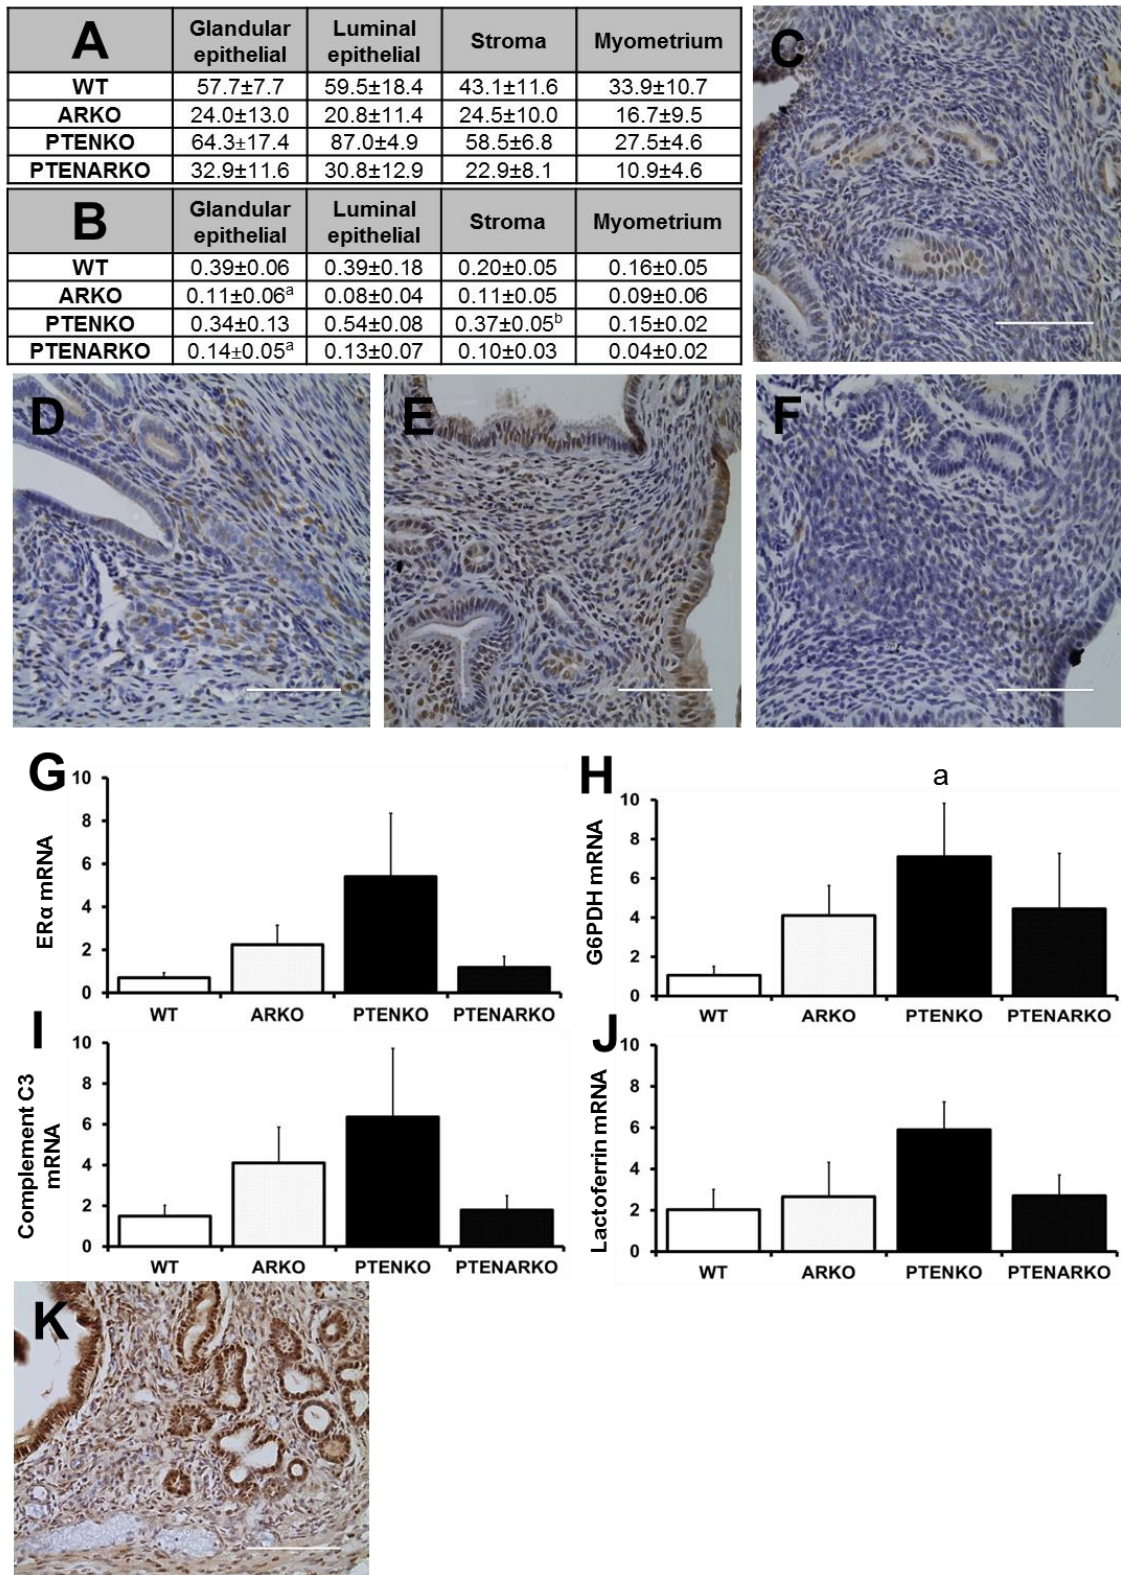 A Glandular epithelial Luminal epithelial Stroma Myometrium
WT 57.7±7.7 59.5±18.4 43.1±11.6 33.9±10.7
ARKO 24.0±13.0 20.8±11.4 24.5±10.0 16.7±9.5
PTENKO 64.3±17.4 87.0±4.9 58.5±6.8 27.5±4.6
PTENARKO 32.9±11.6 30.8±12.9 22.9±8.1 10.9±4.6
B Glandular epithelial Luminal epithelial Stroma Myometrium
WT 0.39±0.06 0.39±0.18 0.20±0.05 0.16±0.05
ARKO 0.11±0.06ᵃ 0.08±0.04 0.11±0.05 0.09±0.06
PTENKO 0.34±0.13 0.54±0.08 0.37±0.05ᵇ 0.15±0.02
PTENARKO 0.14±0.05ᵃ 0.13±0.07 0.10±0.03 0.04±0.02
C
D
E
F
G
ERα mRNA
10
8
6
4
2
0
WT ARKO PTENKO PTENARKO
H
a
G6PDH mRNA
10
8
6
4
2
0
WT ARKO PTENKO PTENARKO
I
Complement C3
mRNA
10
8
6
4
2
0
WT ARKO PTENKO PTENARKO
J
Lactoferrin mRNA
10
8
6
4
2
0
WT ARKO PTENKO PTENARKO
K